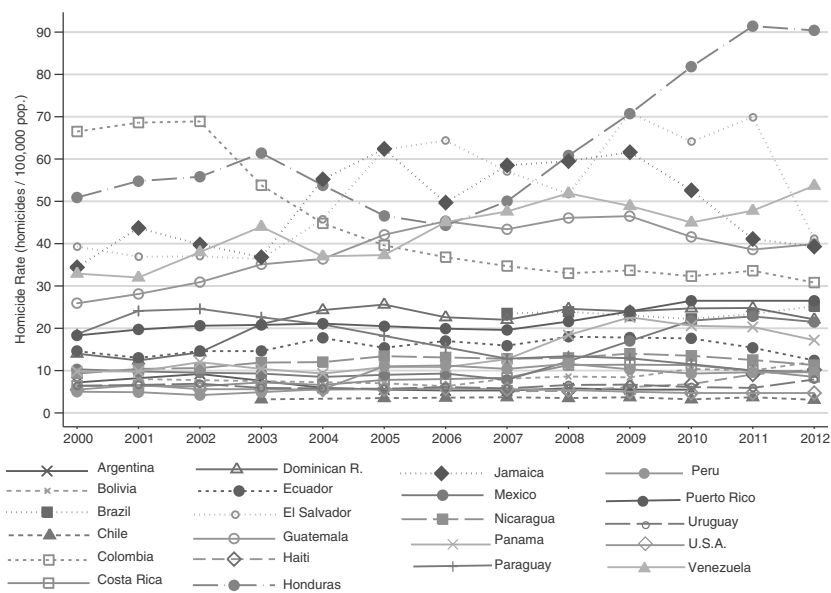 Homicide Rate (homicides / 100,000 pop.)
90
80
70
60
50
40
30
20
10
0
2000 2001 2002 2003 2004 2005 2006 2007 2008 2009 2010 2011 2012
Argentina
Bolivia
Brazil
Chile
Colombia
Costa Rica
Dominican R.
Ecuador
El Salvador
Guatemala
Haiti
Honduras
Jamaica
Mexico
Nicaragua
Panama
Paraguay
Peru
Puerto Rico
Uruguay
U.S.A.
Venezuela